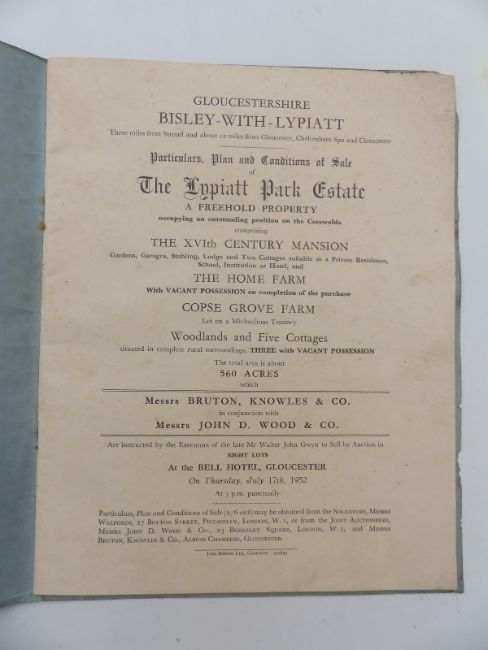 GLOUCESTERSHIRE
BISLEY-WITH-LYPIATT
Three miles from Stroud and about 12 miles from Gloucester, Cheltenham Spa and Cirencester
Particulars, Plan and Conditions of Sale
of
The Lypiatt Park Estate
A FREEHOLD PROPERTY
occupying an outstanding position on the Cotswolds
comprising
THE XVIth CENTURY MANSION
Gardens, Garages, Stabling, Lodge and Two Cottages suitable as a Private Residence,
School, Institution or Hotel, and
THE HOME FARM
With VACANT POSSESSION on completion of the purchase
COPSE GROVE FARM
Let on a Michaelmas Tenancy
Woodlands and Five Cottages
situated in complete rural surroundings, THREE with VACANT POSSESSION
The total area is about
560 ACRES
which
Messrs BRUTON, KNOWLES & CO.
in conjunction with
Messrs JOHN D. WOOD & CO.
Are instructed by the Executors of the late Mr Walter John Gwyn to Sell by Auction in
EIGHT LOTS
At the BELL HOTEL, GLOUCESTER
On Thursday, July 17th, 1952
At 3 p.m. punctually
Particulars, Plan and Conditions of Sale (2/6 each) may be obtained from the Solicitors, Messrs
Walfords, 27 Bolton Street, Piccadilly, London, W.1, or from the Joint Auctioneers,
Messrs John D. Wood & Co., 23 Berkeley Square, London, W.1, and Messrs
Bruton, Knowles & Co., Albion Chambers, Gloucester.
John Bellows Ltd., Gloucester